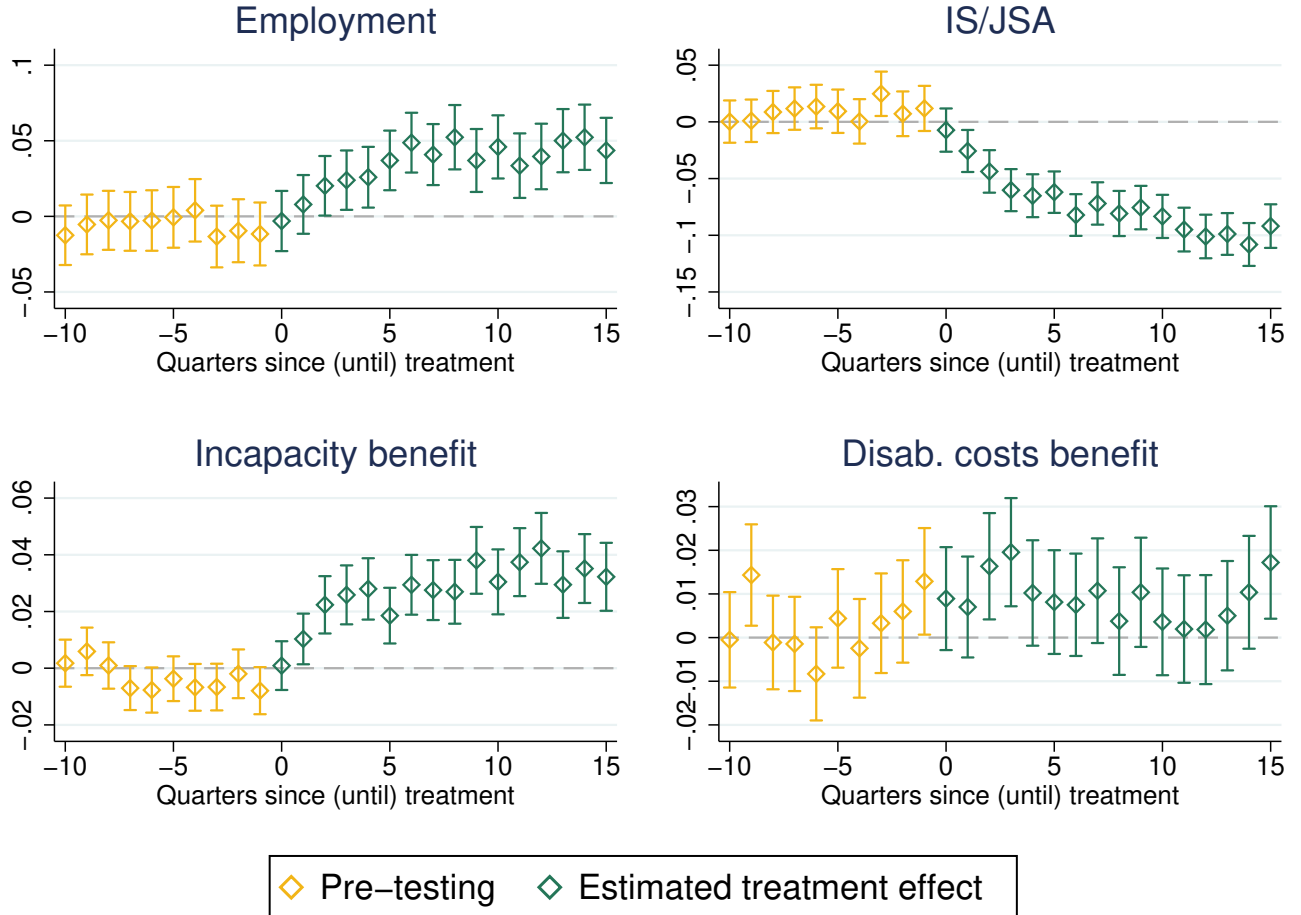 Employment
.1
.05
0
−.05
−10 −5 0 5 10 15
Quarters since (until) treatment
IS/JSA
.05
0
−.05
−.1
−.15
−10 −5 0 5 10 15
Quarters since (until) treatment
Incapacity benefit
.06
.04
.02
0
−.02
−10 −5 0 5 10 15
Quarters since (until) treatment
Disab. costs benefit
.03
.02
.01
0
−.01
−.02
−10 −5 0 5 10 15
Quarters since (until) treatment
Pre−testing Estimated treatment effect